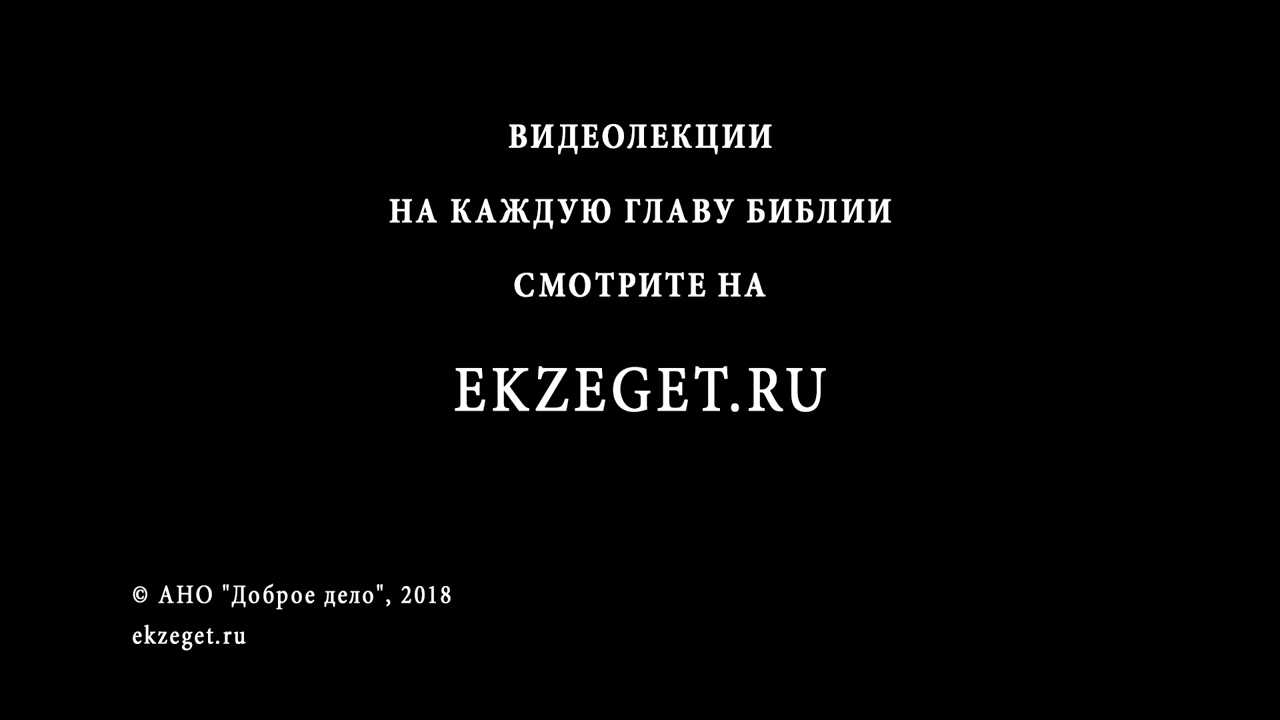 ВИДЕОЛЕКЦИИ
НА КАЖДУЮ ГЛАВУ БИБЛИИ
СМОТРИТЕ НА
EKZEGET.RU
© АНО "Доброе дело", 2018
ekzeget.ru